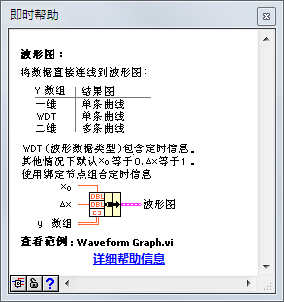 即时帮助
波形图:
将数据直接连线到波形图:
Y 数组 结果图
一维 单条曲线
WDT 单条曲线
二维 多条曲线
WDT(波形数据类型)包含定时信息。
其他情况下默认x₀等于0,Δx等于1。
使用绑定节点组合定时信息
x₀
DBL
Δx
DBL
波形图
y 数组
查看范例: Waveform Graph.vi
详细帮助信息
?